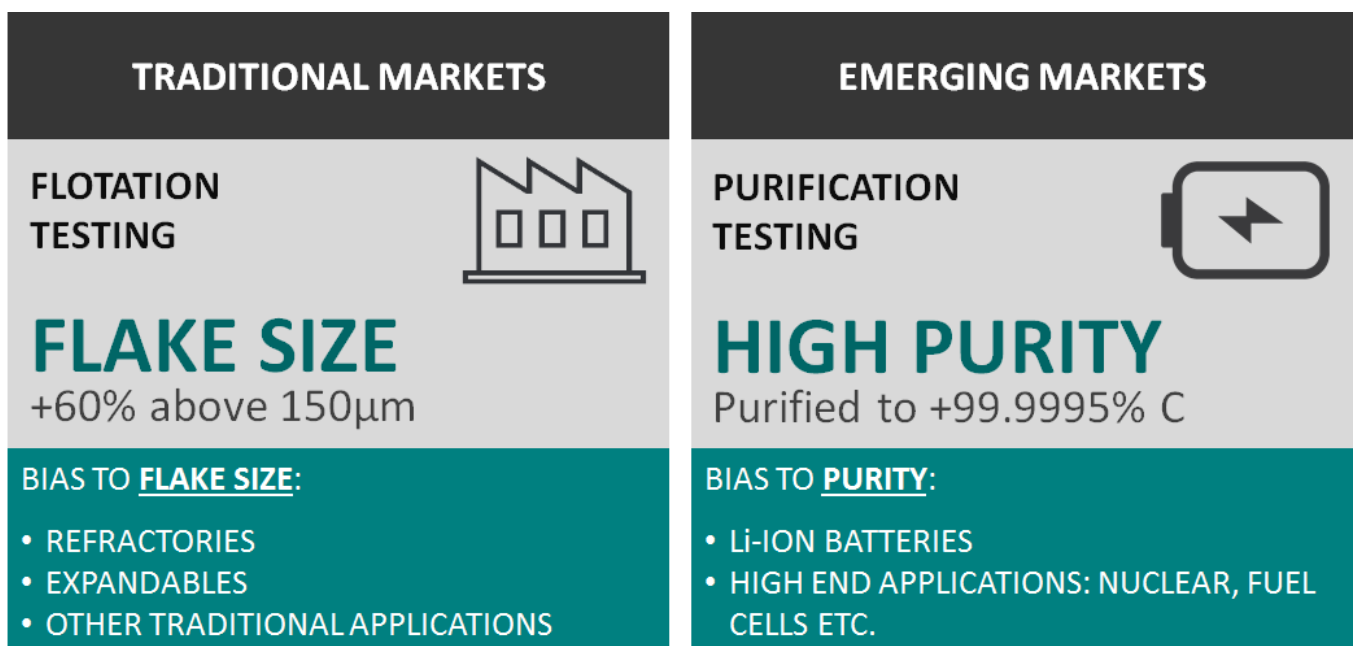 TRADITIONAL MARKETS
FLOTATION
TESTING
FLAKE SIZE
+60% above 150µm
BIAS TO FLAKE SIZE:
• REFRACTORIES
• EXPANDABLES
• OTHER TRADITIONAL APPLICATIONS
EMERGING MARKETS
PURIFICATION
TESTING
HIGH PURITY
Purified to +99.9995% C
BIAS TO PURITY:
• Li-ION BATTERIES
• HIGH END APPLICATIONS: NUCLEAR, FUEL
CELLS ETC.